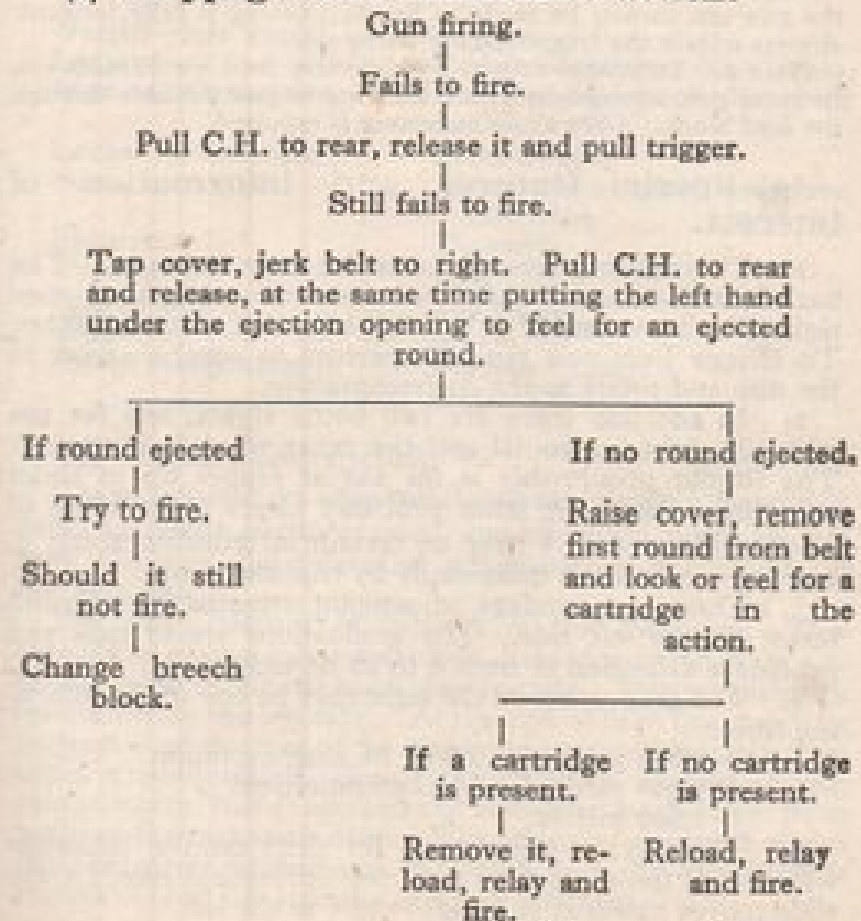 Gun firing.
Fails to fire.
Pull C.H. to rear, release it and pull trigger.
Still fails to fire.
Tap cover, jerk belt to right. Pull C.H. to rear
and release, at the same time putting the left hand
under the ejection opening to feel for an ejected
round.
If round ejected
Try to fire.
Should it still
not fire.
Change breech
block.
If no round ejected.
Raise cover, remove
first round from belt
and look or feel for a
cartridge in the
action.
If a cartridge
is present.
Remove it, re-
load, relay and
fire.
If no cartridge
is present.
Reload, relay
and fire.